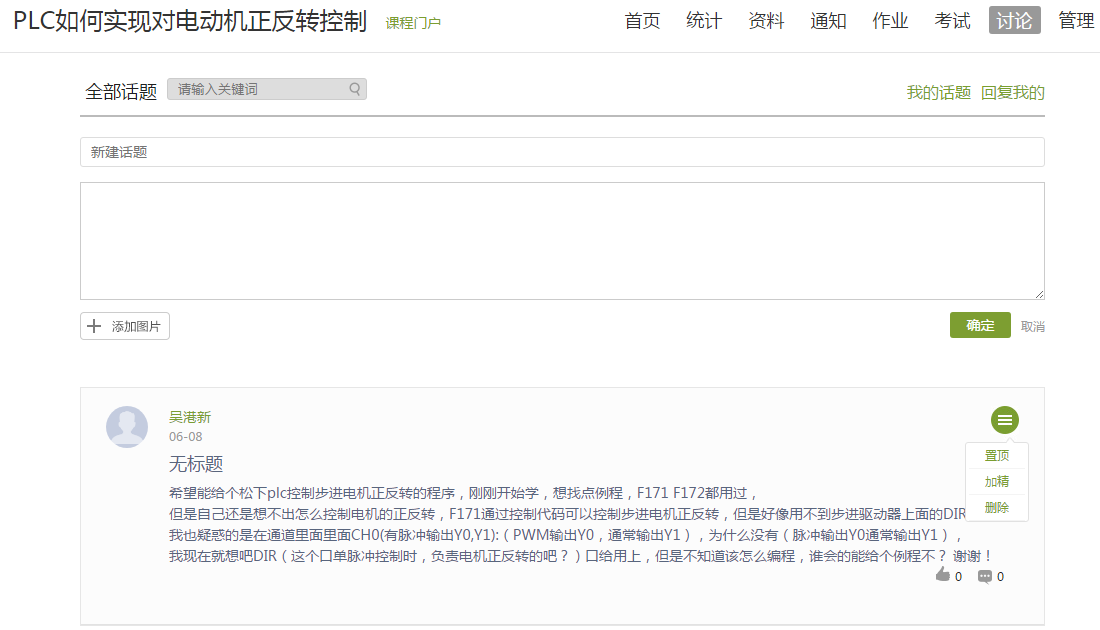 PLC如何实现对电动机正反转控制 课程门户 首页 统计 资料 通知 作业 考试 讨论 管理
全部话题 请输入关键词 我的话题 回复我的
新建话题
添加图片 确定 取消
吴港新
06-08
无标题
置顶
希望能给个松下plc控制步进电机正反转的程序，刚刚开始学，想找点例程，F171 F172都用过，
加精
但是自己还是想不出怎么控制电机的正反转，F171通过控制代码可以控制步进电机正反转，但是好像用不到步进驱动器上面的DIR
删除
我也疑惑的是在通道里面里面CH0(有脉冲输出Y0,Y1):（PWM输出Y0，通常输出Y1），为什么没有（脉冲输出Y0通常输出Y1），
我现在就想吧DIR（这个口单脉冲控制时，负责电机正反转的吧？）口给用上，但是不知道该怎么编程，谁会的能给个例程不？ 谢谢！
0 0